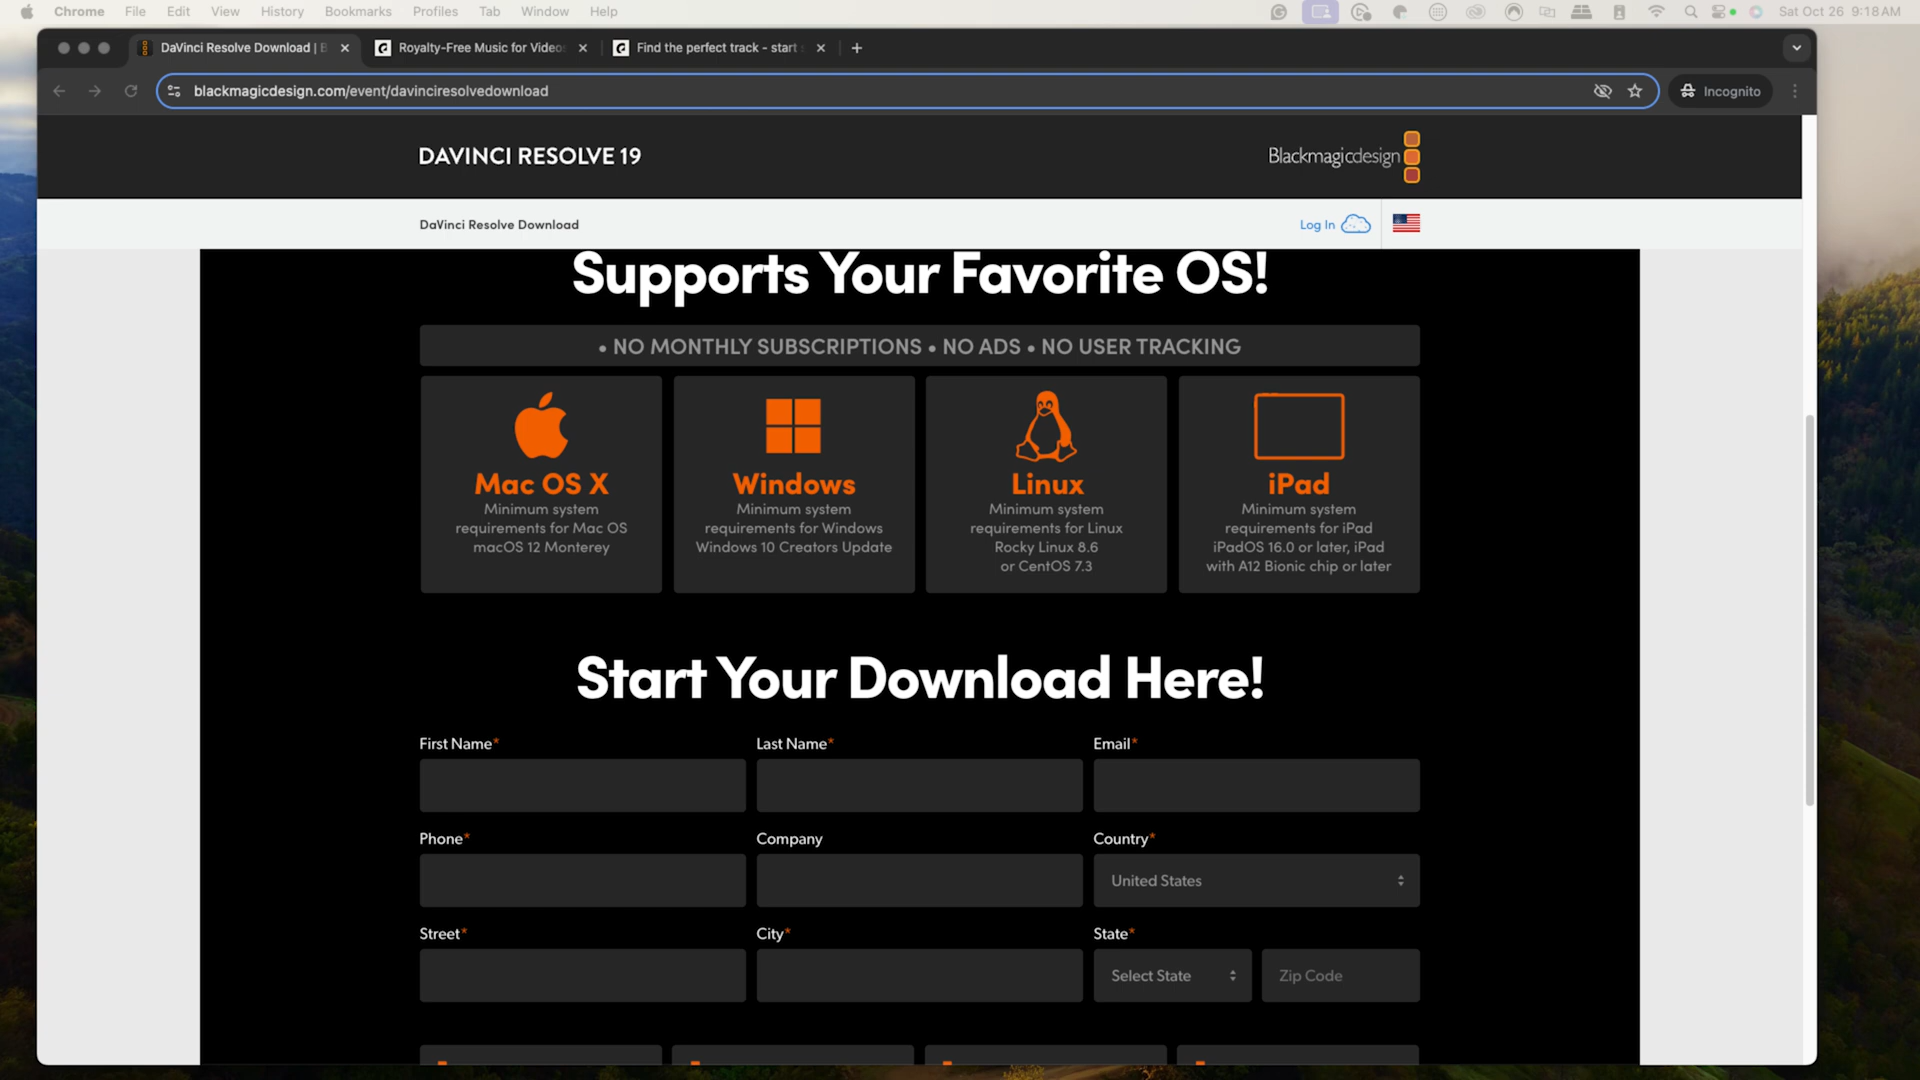 Chrome File Edit View History Bookmarks Profiles Tab Window Help Sat Oct 26 9:18 AM
DaVinci Resolve Download | B Royalty-Free Music for Video Find the perfect track - start
blackmagicdesign.com/event/davinciresolvedownload Incognito
DAVINCI RESOLVE 19 Blackmagicdesign
DaVinci Resolve Download Log In
Supports Your Favorite OS!
• NO MONTHLY SUBSCRIPTIONS • NO ADS • NO USER TRACKING
Mac OS X
Minimum system
requirements for Mac OS
macOS 12 Monterey
Windows
Minimum system
requirements for Windows
Windows 10 Creators Update
Linux
Minimum system
requirements for Linux
Rocky Linux 8.6
or CentOS 7.3
iPad
Minimum system
requirements for iPad
iPadOS 16.0 or later, iPad
with A12 Bionic chip or later
Start Your Download Here!
First Name* Last Name* Email*
Phone* Company Country*
United States
Street* City* State*
Select State Zip Code